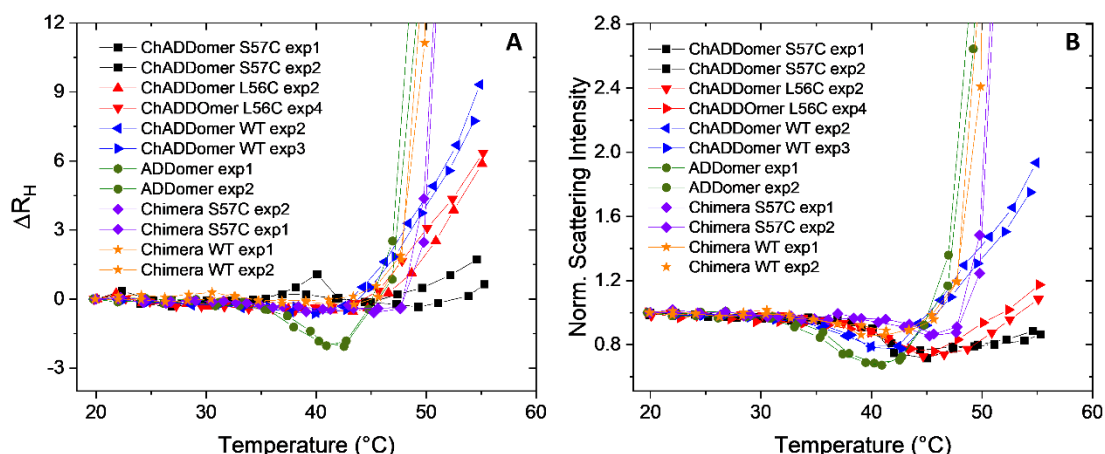 A
12
9
6
3
0
-3
ΔR_H
ChADDomer S57C exp1
ChADDomer S57C exp2
ChADDomer L56C exp2
ChADDOmer L56C exp4
ChADDomer WT exp2
ChADDomer WT exp3
ADDomer exp1
ADDomer exp2
Chimera S57C exp2
Chimera S57C exp1
Chimera WT exp1
Chimera WT exp2
20 30 40 50 60
Temperature (°C)
B
2.8
2.4
2.0
1.6
1.2
0.8
Norm. Scattering Intensity
ChADDomer S57C exp1
ChADDomer S57C exp2
ChADDomer L56C exp2
ChADDOmer L56C exp4
ChADDomer WT exp2
ChADDomer WT exp3
ADDomer exp1
ADDomer exp2
Chimera S57C exp1
Chimera S57C exp2
Chimera WT exp1
Chimera WT exp2
20 30 40 50 60
Temperature (°C)